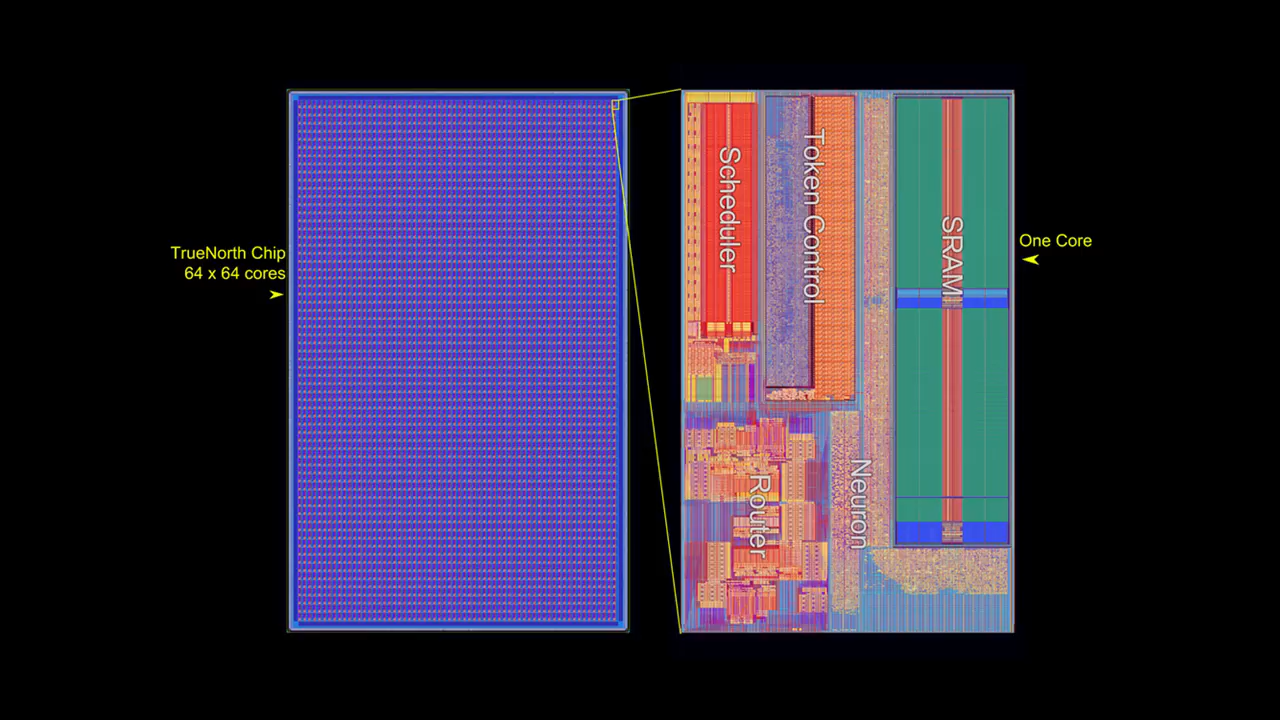 TrueNorth Chip
64 x 64 cores
Scheduler
Token Control
SRAM
One Core
Router
Neuron